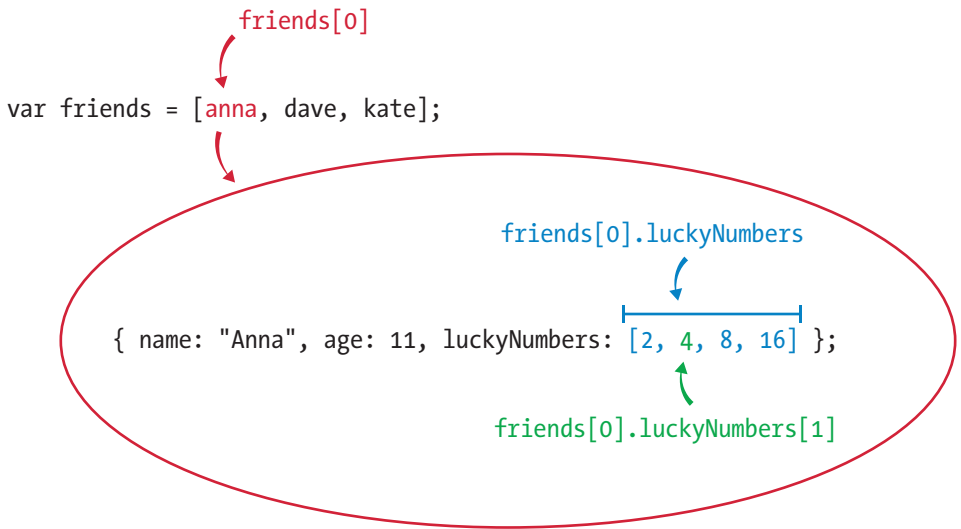 friends[0]
var friends = [anna, dave, kate];
friends[0].luckyNumbers
{ name: "Anna", age: 11, luckyNumbers: [2, 4, 8, 16] };
friends[0].luckyNumbers[1]